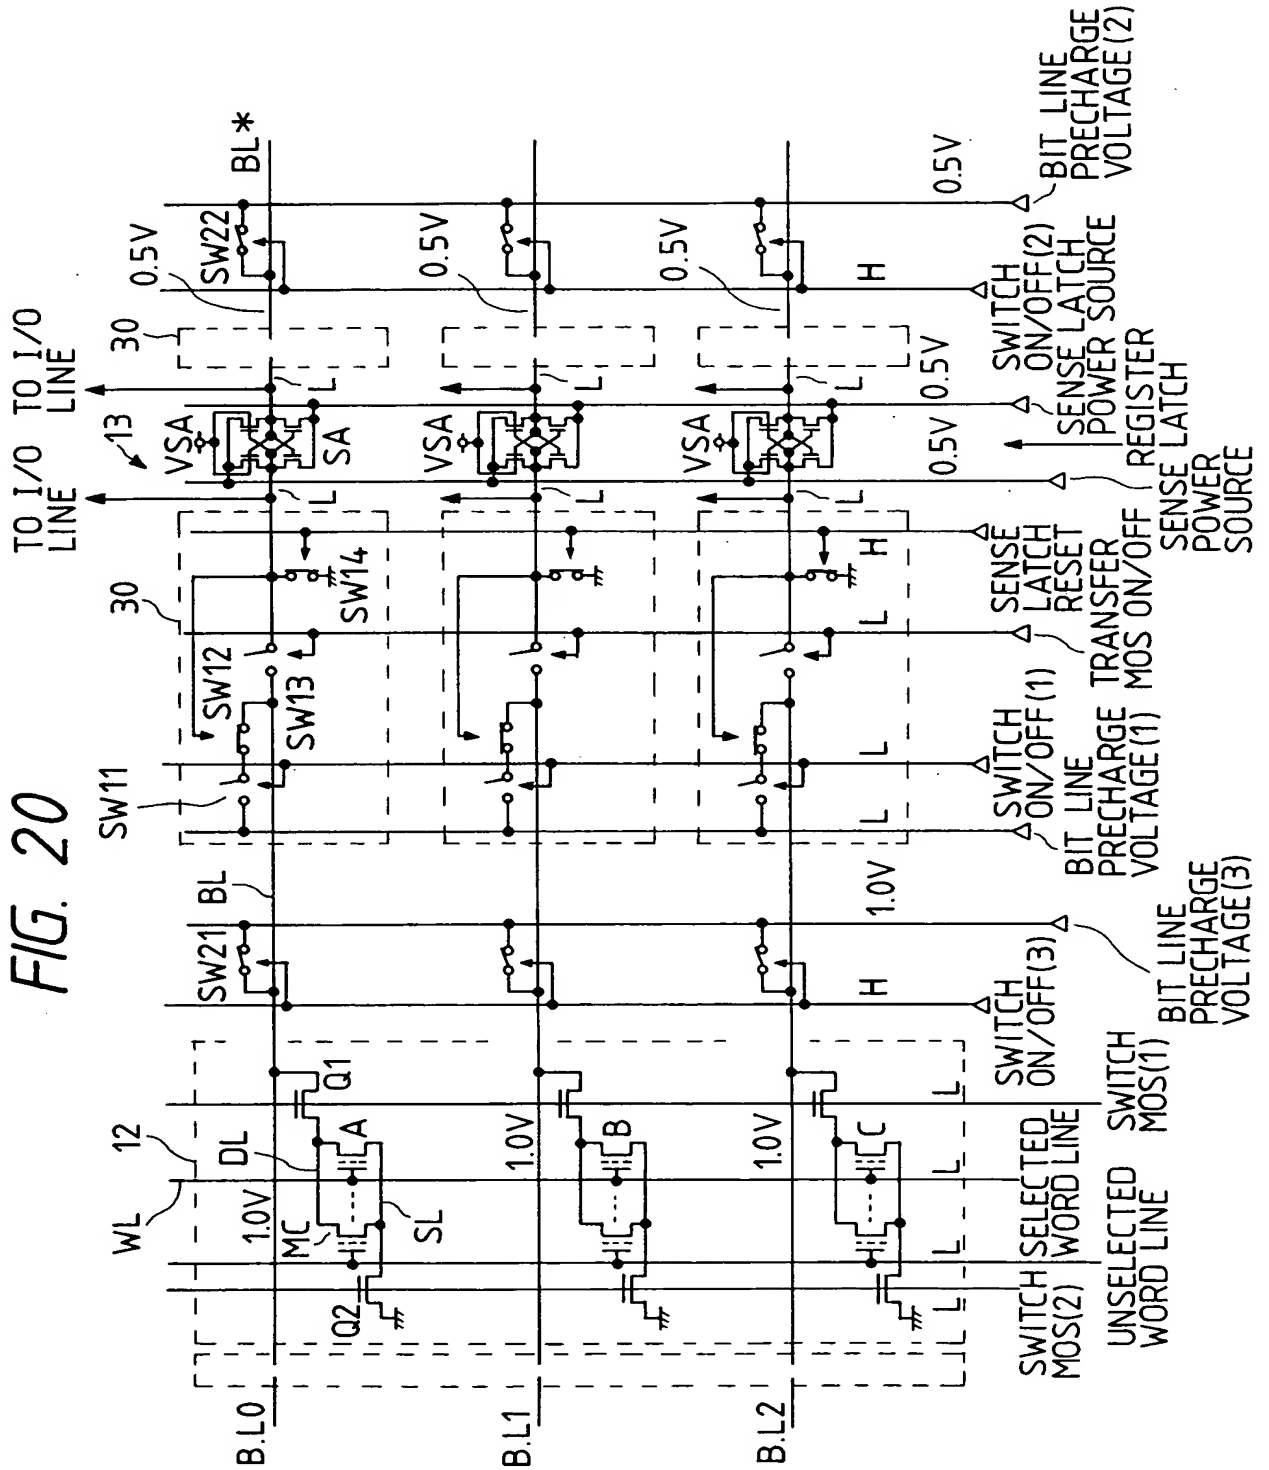 FIG. 20
TO I/O
LINE
TO I/O
LINE
13
30
30
12
WL
BL
BL*
SW11
SW12
SW13
SW14
SW21
SW22
VSA
SA
VSA
VSA
L
L
L
L
L
L
0.5V
0.5V
0.5V
B.L0
B.L1
B.L2
1.0V
1.0V
1.0V
DL
MC
SL
Q1
Q2
A
B
C
L
L
L
L
H
1.0V
L
L
L
H
0.5V
0.5V
H
0.5V
SWITCH
MOS(2)
UNSELECTED
WORD LINE
SELECTED
WORD LINE
SWITCH
MOS(1)
SWITCH
ON/OFF(3)
BIT LINE
PRECHARGE
VOLTAGE(3)
BIT LINE
PRECHARGE
VOLTAGE(1)
SWITCH
ON/OFF(1)
TRANSFER
MOS ON/OFF
SENSE
LATCH
RESET
SENSE LATCH
POWER
SOURCE
REGISTER
SENSE LATCH
POWER SOURCE
SWITCH
ON/OFF(2)
BIT LINE
PRECHARGE
VOLTAGE(2)